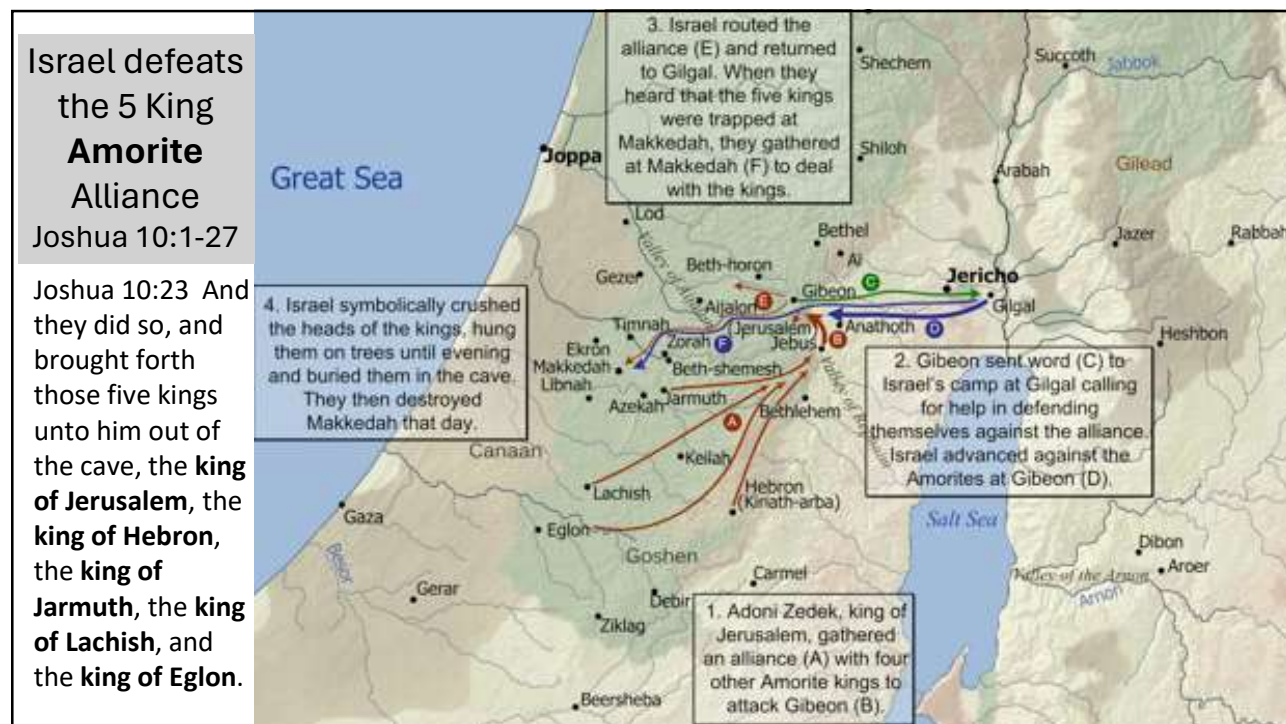 Israel defeats
the 5 King
Amorite
Alliance
Joshua 10:1-27
Joshua 10:23  And
they did so, and
brought forth
those five kings
unto him out of
the cave, the king
of Jerusalem, the
king of Hebron,
the king of
Jarmuth, the king
of Lachish, and
the king of Eglon.
3. Israel routed the
alliance (E) and returned
to Gilgal. When they
heard that the five kings
were trapped at
Makkedah, they gathered
at Makkedah (F) to deal
with the kings.
Shechem
Succoth
Jabbok
Joppa
Shiloh
Gilead
Great Sea
Arabah
Lod
Bethel
Jazer
Rabbah
Valley of
Beth-horon
Ai
Gezer
Jericho
C
E
Gibeon
Gilgal
Aijalon
4. Israel symbolically crushed
the heads of the kings, hung
them on trees until evening
and buried them in the cave.
They then destroyed
Makkedah that day.
Timnah
Jerusalem
Anathoth
D
B
Heshbon
Zorah
F
Jebus
Ekron
Makkedah
Beth-shemesh
Libnah
Valley of
2. Gibeon sent word (C) to
Israel's camp at Gilgal calling
for help in defending
themselves against the alliance.
Israel advanced against the
Amorites at Gibeon (D).
Azekah
Jarmuth
Bethlehem
A
Canaan
Keilah
Lachish
Hebron
(Kinath-arba)
Gaza
Salt Sea
Eglon
Goshen
Dibon
Besor
Aroer
Carmel
Valley of the Arnon
Arnon
Gerar
Debir
Ziklag
1. Adoni Zedek, king of
Jerusalem, gathered
an alliance (A) with four
other Amorite kings to
attack Gibeon (B).
Beersheba